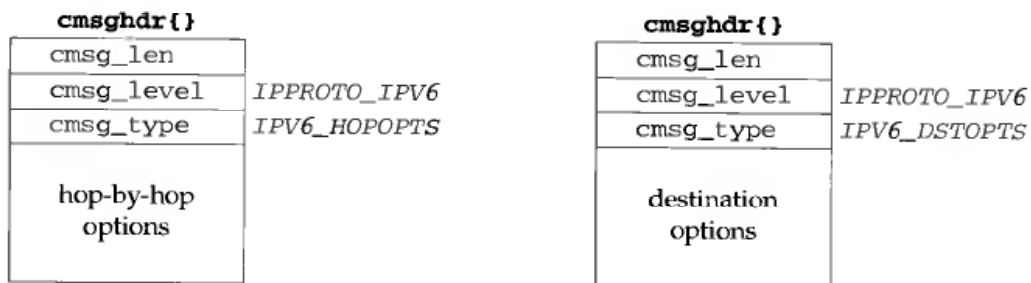 cmsghdr{}
cmsg_len
cmsg_level IPPROTO_IPV6
cmsg_type IPV6_HOPOPTS
hop-by-hop
options
cmsghdr{}
cmsg_len
cmsg_level IPPROTO_IPV6
cmsg_type IPV6_DSTOPTS
destination
options